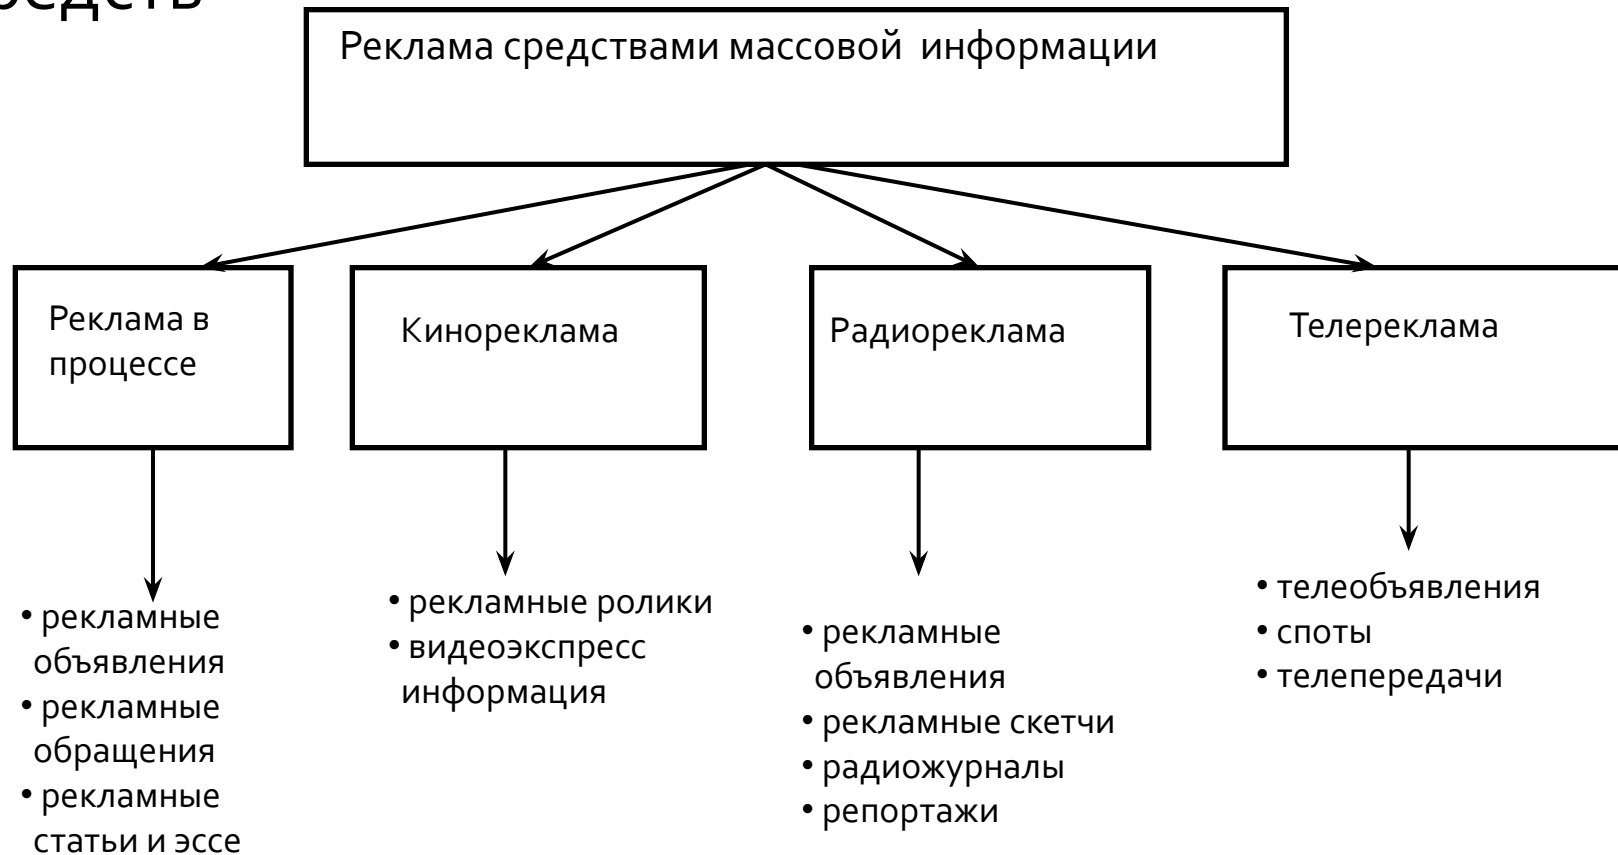 Реклама средствами массовой информации
Реклама в
процессе
Кинореклама
Радиореклама
Телереклама
• рекламные
объявления
• рекламные
обращения
• рекламные
статьи и эссе
• рекламные ролики
• видеоэкспресс
информация
• рекламные
объявления
• рекламные скетчи
• радиожурналы
• репортажи
• телеобъявления
• споты
• телепередачи